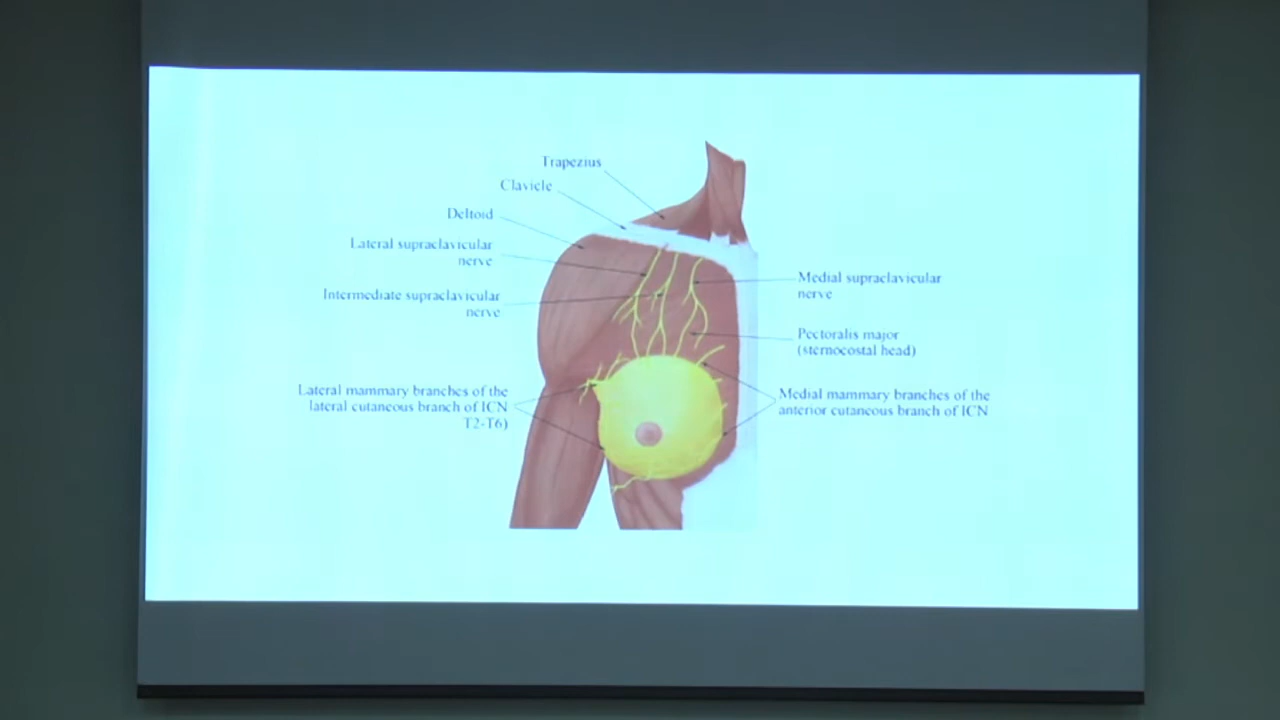 Trapezius
Clavicle
Deltoid
Lateral supraclavicular
nerve
Intermediate supraclavicular
nerve
Lateral mammary branches of the
lateral cutaneous branch of ICN
T2-T6)
Medial supraclavicular
nerve
Pectoralis major
(sternocostal head)
Medial mammary branches of the
anterior cutaneous branch of ICN